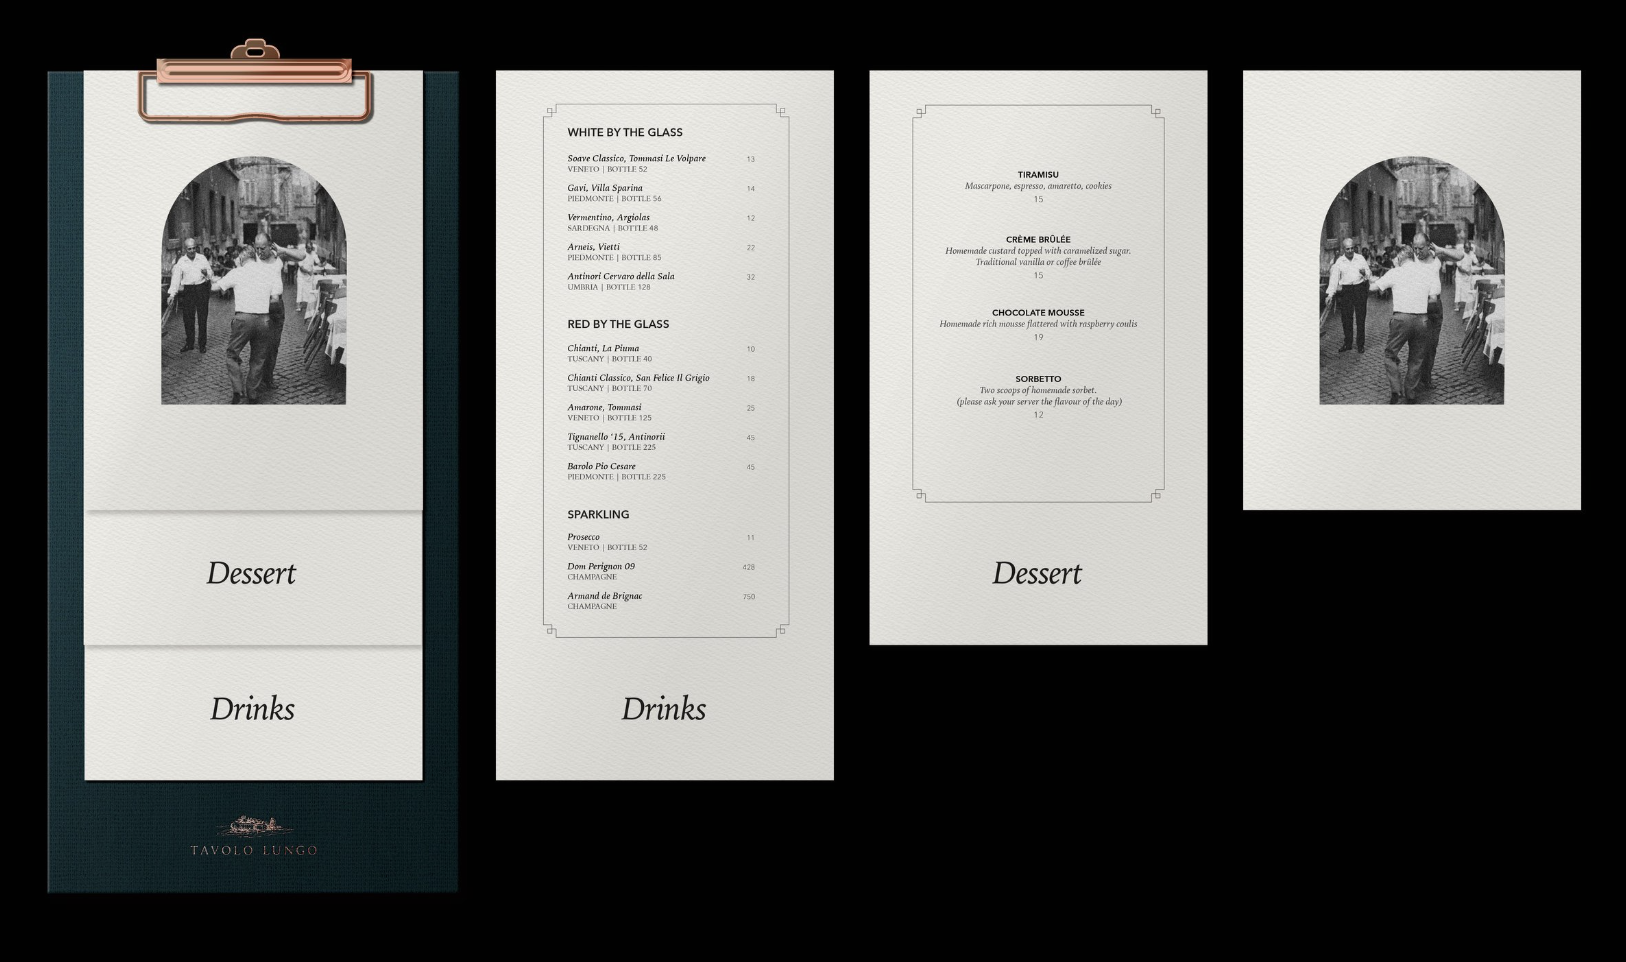 Dessert
Drinks
TAVOLO LUNGO
WHITE BY THE GLASS
Soave Classico, Tommasi Le Volpare 13
VENETO | BOTTLE 52
Gavi, Villa Sparina 14
PIEDMONTE | BOTTLE 56
Vermentino, Argiolas 12
SARDEGNA | BOTTLE 48
Arneis, Vietti 22
PIEDMONTE | BOTTLE 85
Antinori Cervaro della Sala 32
UMBRIA | BOTTLE 128
RED BY THE GLASS
Chianti, La Piuma 10
TUSCANY | BOTTLE 40
Chianti Classico, San Felice Il Grigio 18
TUSCANY | BOTTLE 70
Amarone, Tommasi 25
VENETO | BOTTLE 125
Tignanello '15, Antinorii 45
TUSCANY | BOTTLE 225
Barolo Pio Cesare 45
PIEDMONTE | BOTTLE 225
SPARKLING
Prosecco 11
VENETO | BOTTLE 52
Dom Perignon 09 428
CHAMPAGNE
Armand de Brignac 750
CHAMPAGNE
Drinks
TIRAMISU
Mascarpone, espresso, amaretto, cookies
15
CRÈME BRÛLÉE
Homemade custard topped with caramelized sugar.
Traditional vanilla or coffee brûlée
15
CHOCOLATE MOUSSE
Homemade rich mousse flattered with raspberry coulis
19
SORBETTO
Two scoops of homemade sorbet.
(please ask your server the flavour of the day)
12
Dessert